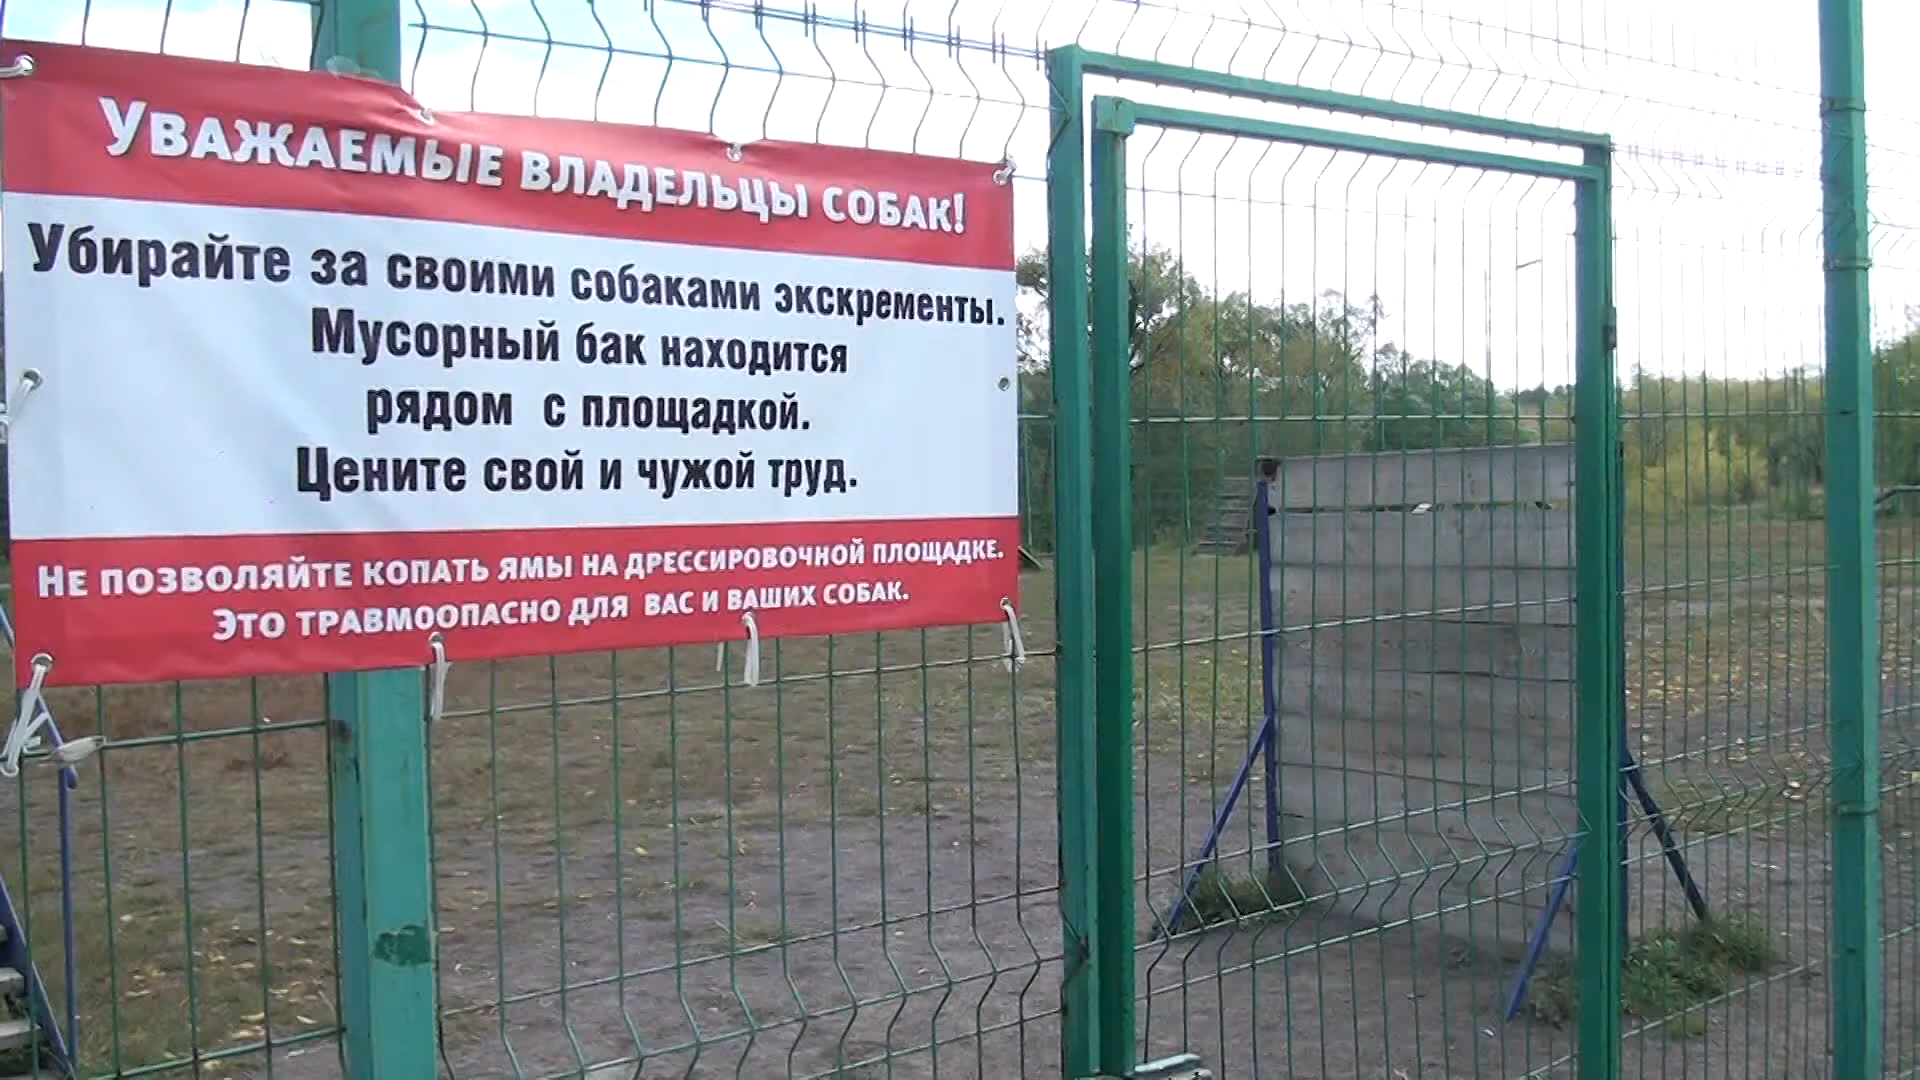 Уважаемые владельцы собак!
Убирайте за своими собаками экскременты.
Мусорный бак находится
рядом с площадкой.
Цените свой и чужой труд.
Не позволяйте копать ямы на дрессировочной площадке.
Это травмоопасно для вас и ваших собак.